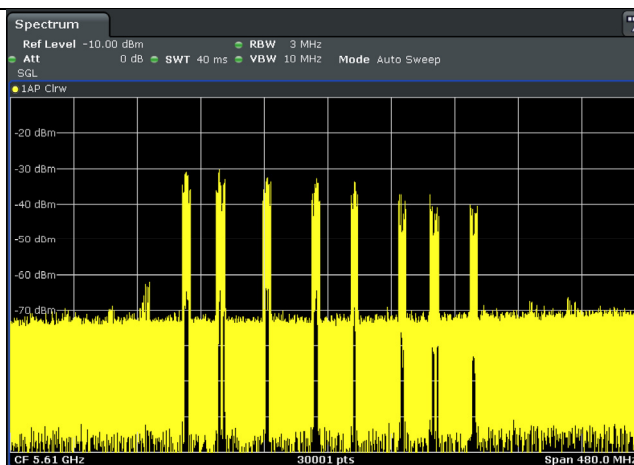 Spectrum
Ref Level -10.00 dBm RBW 3 MHz
Att 0 dB SWT 40 ms VBW 10 MHz Mode Auto Sweep
SGL
1AP Clrw
-20 dBm
-30 dBm
-40 dBm
-50 dBm
-60 dBm
-70 dBm
CF 5.61 GHz 30001 pts Span 480.0 MHz